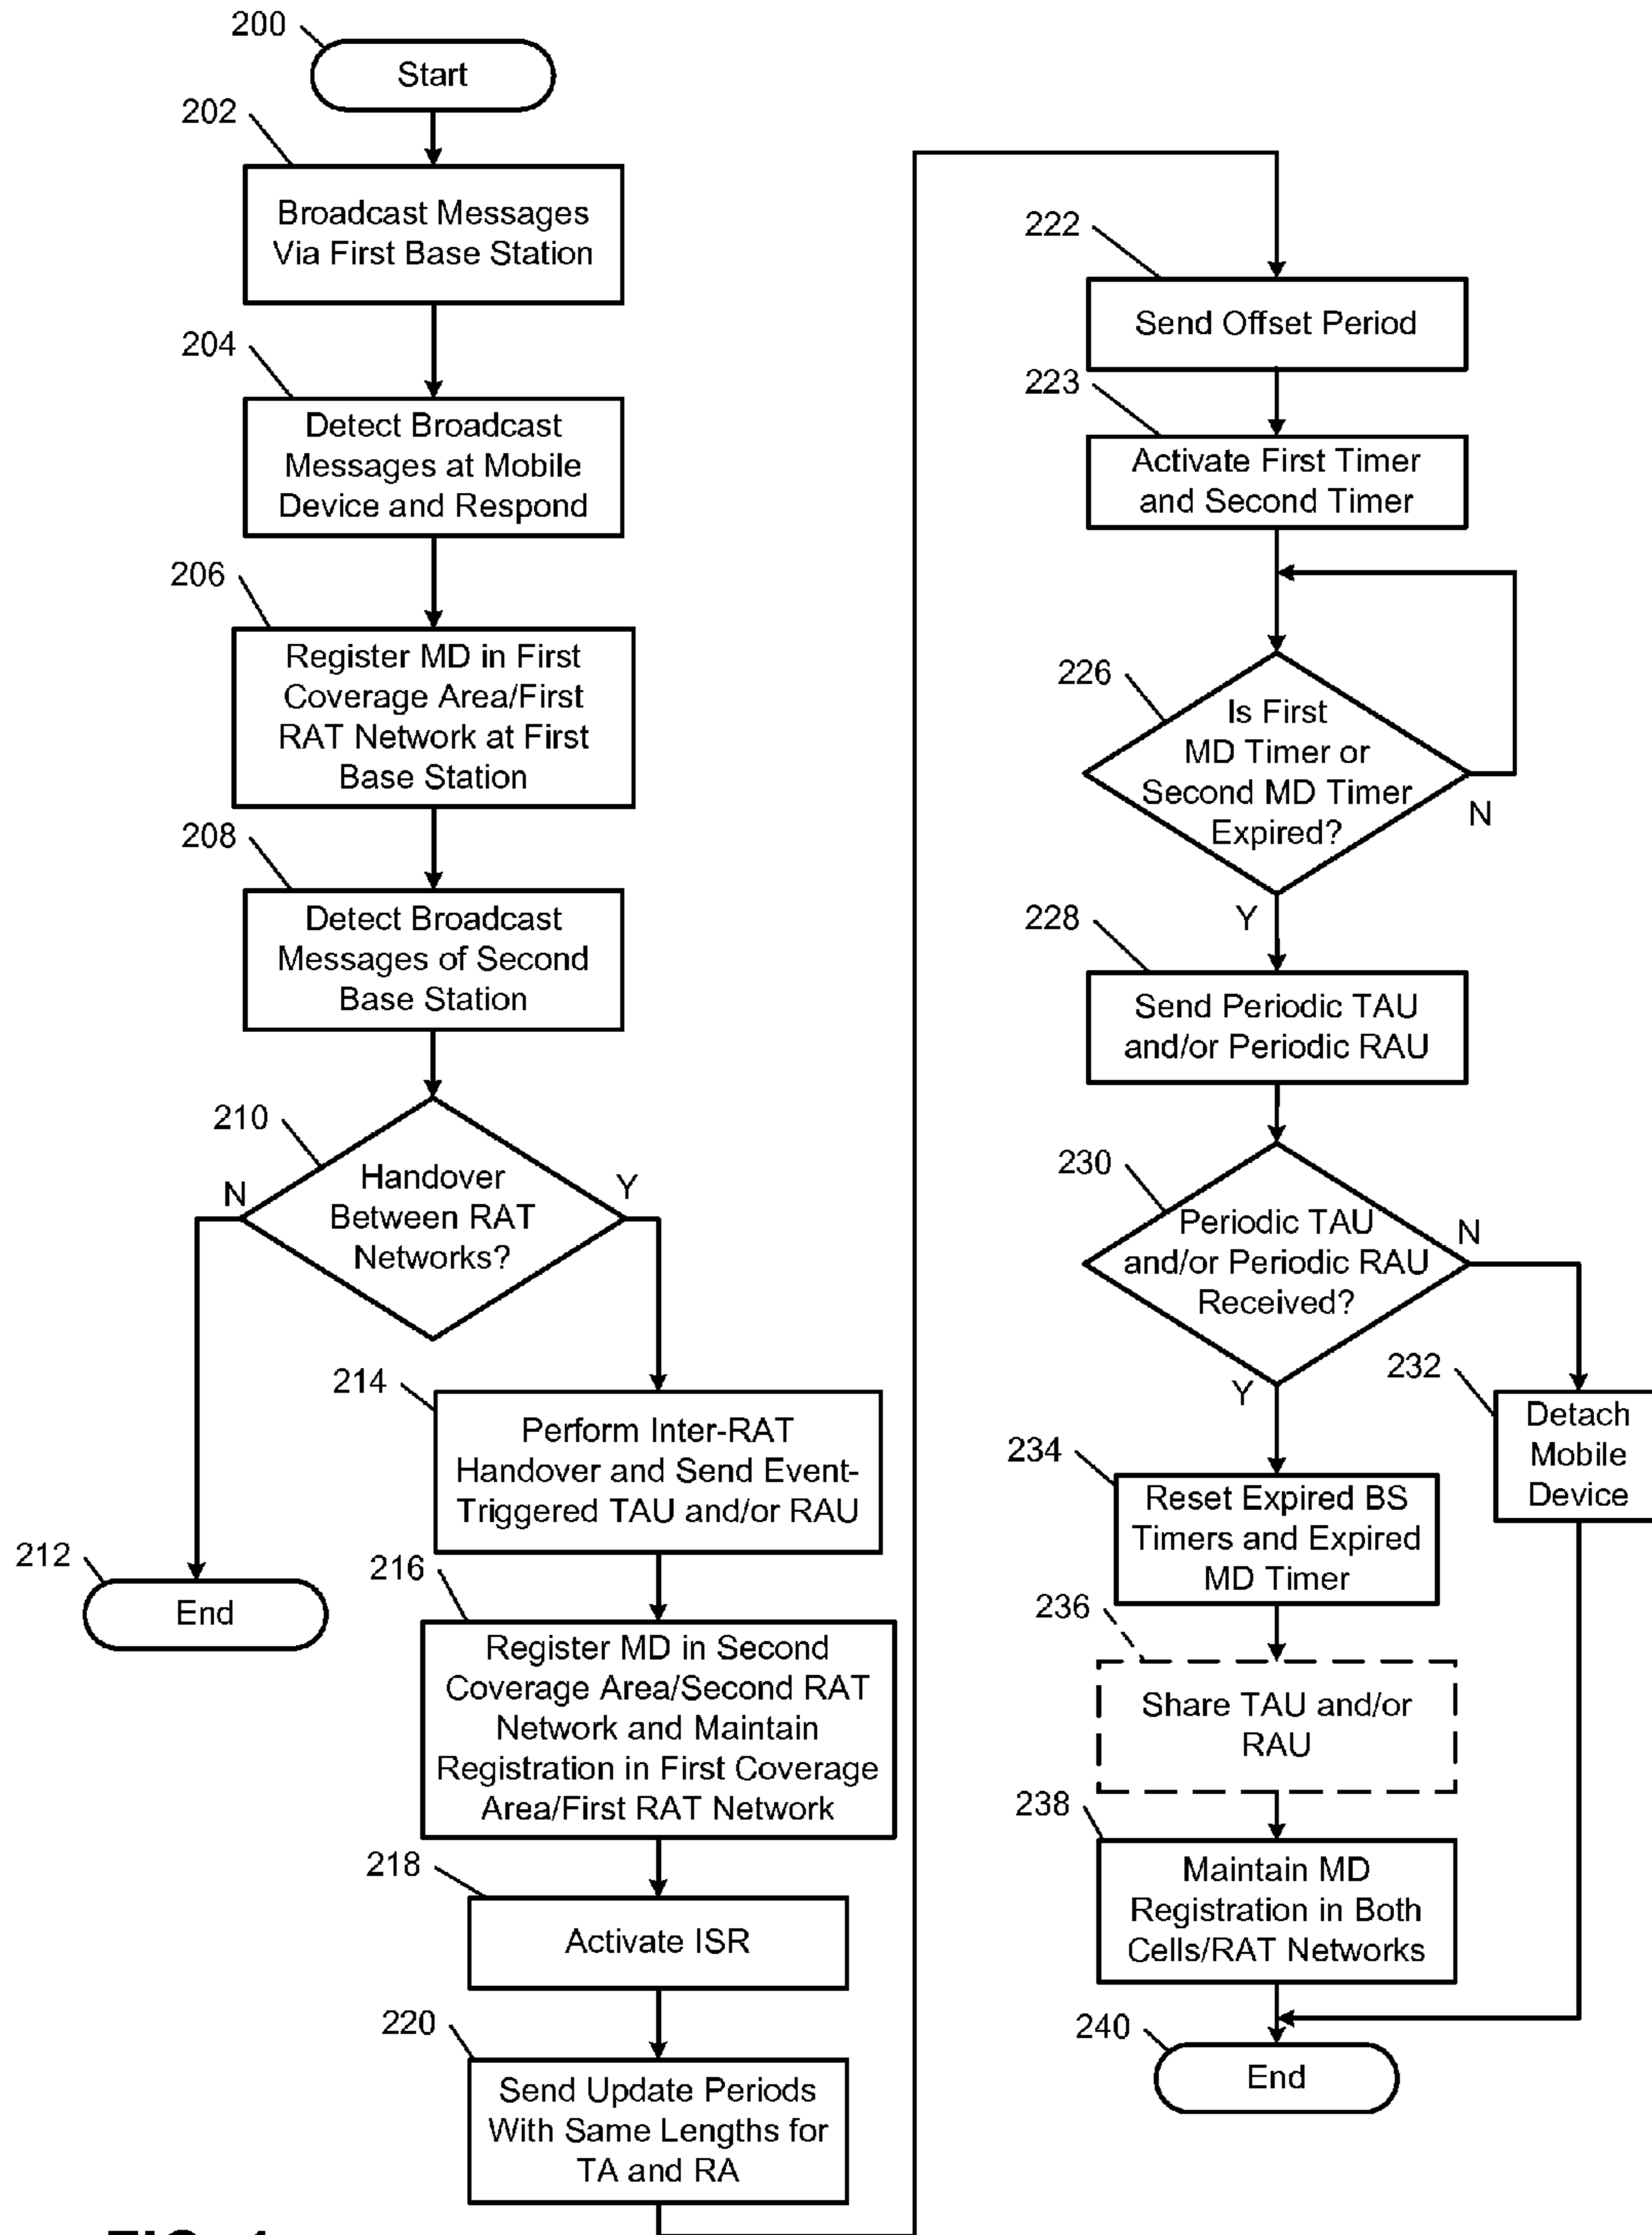 200
Start
202
Broadcast Messages
Via First Base Station
204
Detect Broadcast
Messages at Mobile
Device and Respond
206
Register MD in First
Coverage Area/First
RAT Network at First
Base Station
208
Detect Broadcast
Messages of Second
Base Station
210
Handover
Between RAT
Networks?
N
Y
212
End
214
Perform Inter-RAT
Handover and Send Event-
Triggered TAU and/or RAU
216
Register MD in Second
Coverage Area/Second RAT
Network and Maintain
Registration in First Coverage
Area/First RAT Network
218
Activate ISR
220
Send Update Periods
With Same Lengths for
TA and RA
222
Send Offset Period
223
Activate First Timer
and Second Timer
226
Is First
MD Timer or
Second MD Timer
Expired?
N
Y
228
Send Periodic TAU
and/or Periodic RAU
230
Periodic TAU
and/or Periodic RAU
Received?
N
Y
232
Detach
Mobile
Device
234
Reset Expired BS
Timers and Expired
MD Timer
236
Share TAU and/or
RAU
238
Maintain MD
Registration in Both
Cells/RAT Networks
240
End